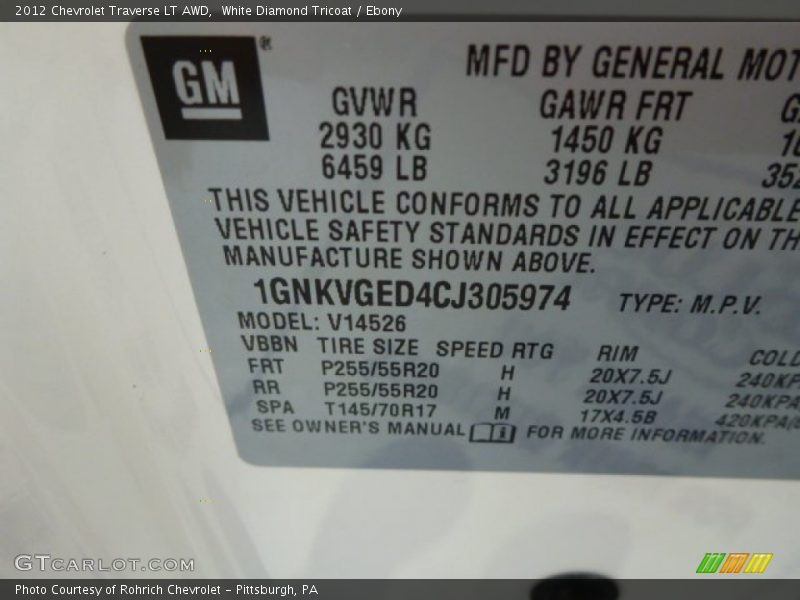 2012 Chevrolet Traverse LT AWD, White Diamond Tricoat / Ebony
GM ®
MFD BY GENERAL
GVWR GAWR FRT
2930 KG 1450 KG
6459 LB 3196 LB
THIS VEHICLE CONFORMS TO ALL APPLICABLE
VEHICLE SAFETY STANDARDS IN EFFECT ON
MANUFACTURE SHOWN ABOVE.
1GNKVGED4CJ305974 TYPE: M.P.V.
MODEL: V14526
VBBN TIRE SIZE SPEED RTG RIM COLD
FRT P255/55R20 H 20X7.5J 240KP
RR P255/55R20 H 20X7.5J 240KPA
SPA T145/70R17 M 17X4.5B 420KPA
SEE OWNER'S MANUAL FOR MORE INFORMATION.
GTCARLOT.COM
Photo Courtesy of Rohrich Chevrolet – Pittsburgh, PA